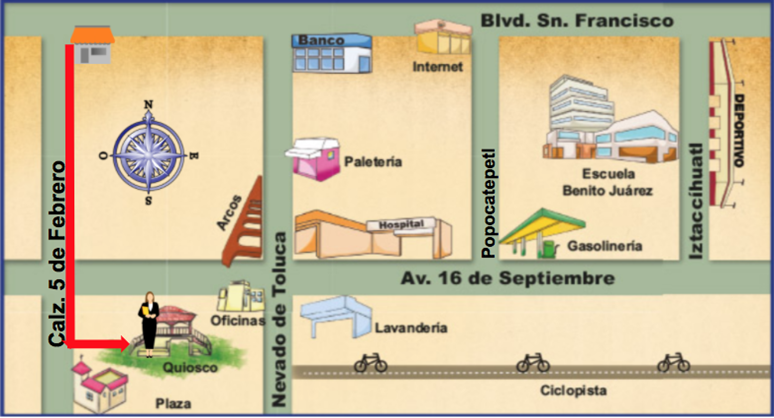 Blvd. Sn. Francisco
Banco
Internet
N
O
E
S
Paletería
Escuela
Benito Juárez
DEPORTIVO
Calz. 5 de Febrero
Arcos
Nevado de Toluca
Hospital
Popocatepetl
Gasolinería
Iztaccihuatl
Av. 16 de Septiembre
Oficinas
Lavandería
Quiosco
Plaza
Ciclopista